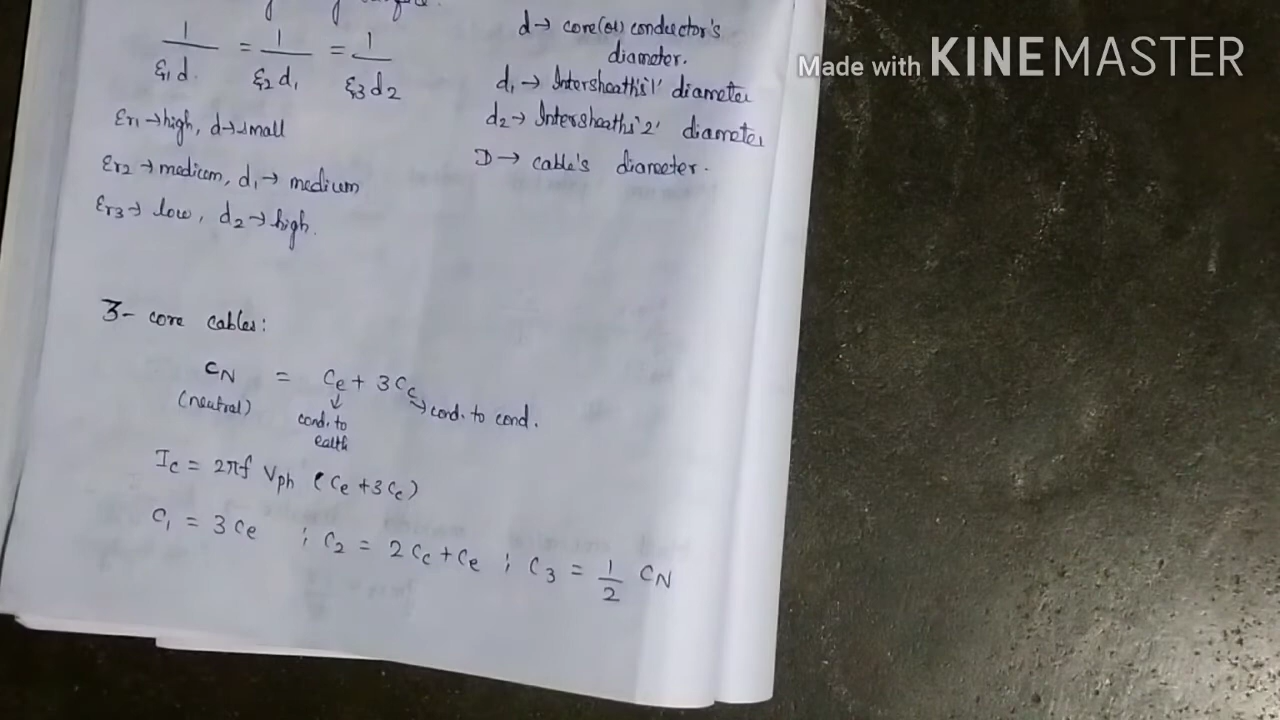 1/ε₁d. = 1/ε₂d₁ = 1/ε₃d₂
εr1→high, d→small
εr2→medium, d₁→medium
εr3→low, d₂→high.
d→ core(or) conductor's
diameter.
d₁→ Intersheath's '1' diameter
d₂→ Intersheaths '2' diameter
D→ cable's diameter.
3- core cables:
C_N = Ce + 3Cc
(neutral) cond. to earth → cond. to cond.
Ic = 2πf Vph (Ce+3Cc)
C₁ = 3Ce ; C₂ = 2Cc+Ce ; C₃ = 1/2 C_N
Made with KINEMASTER